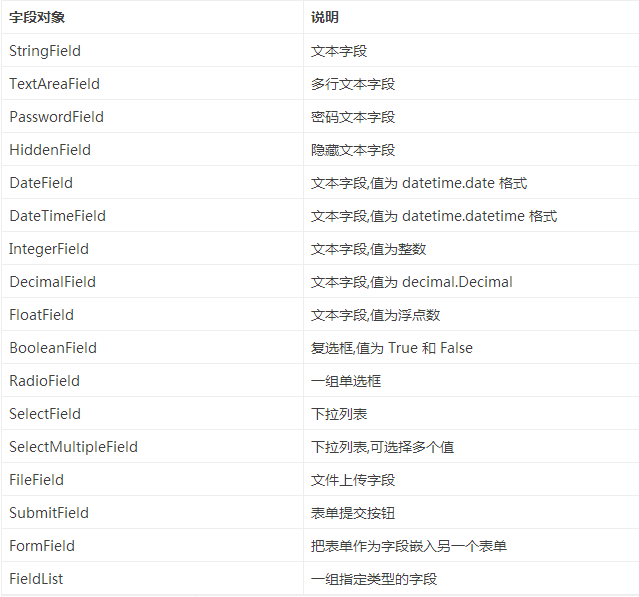 字段对象 说明
StringField 文本字段
TextAreaField 多行文本字段
PasswordField 密码文本字段
HiddenField 隐藏文本字段
DateField 文本字段,值为 datetime.date 格式
DateTimeField 文本字段,值为 datetime.datetime 格式
IntegerField 文本字段,值为整数
DecimalField 文本字段,值为 decimal.Decimal
FloatField 文本字段,值为浮点数
BooleanField 复选框,值为 True 和 False
RadioField 一组单选框
SelectField 下拉列表
SelectMultipleField 下拉列表,可选择多个值
FileField 文件上传字段
SubmitField 表单提交按钮
FormField 把表单作为字段嵌入另一个表单
FieldList 一组指定类型的字段